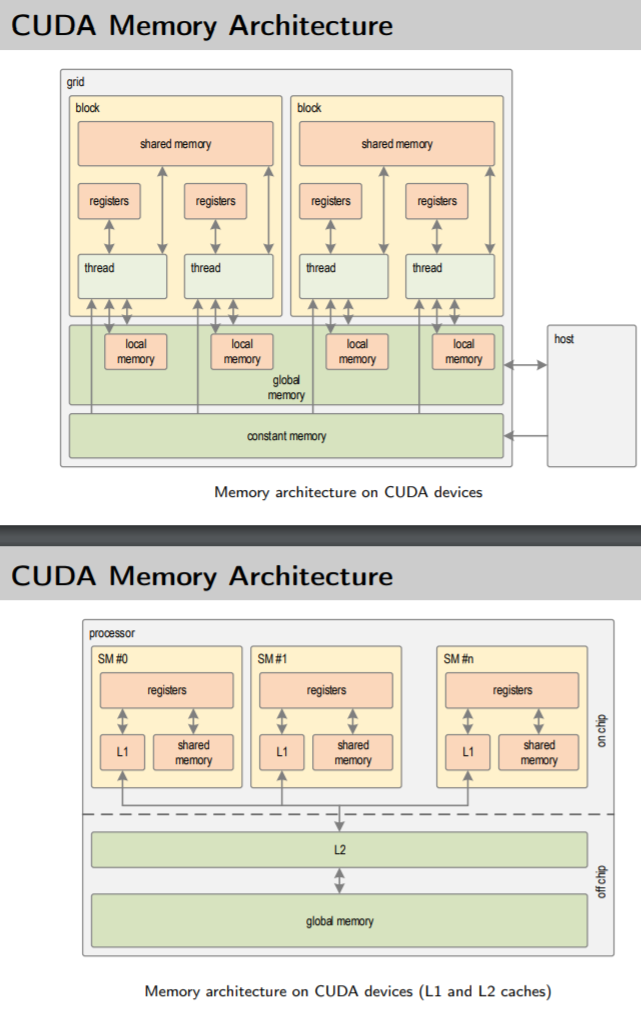 CUDA Memory Architecture
grid
block
block
shared memory
shared memory
registers
registers
registers
registers
thread
thread
thread
thread
local
memory
local
memory
local
memory
local
memory
global
memory
host
constant memory
Memory architecture on CUDA devices
CUDA Memory Architecture
processor
SM #0
SM #1
SM #n
registers
registers
registers
on chip
L1
shared
memory
L1
shared
memory
L1
shared
memory
L2
off chip
global memory
Memory architecture on CUDA devices (L1 and L2 caches)